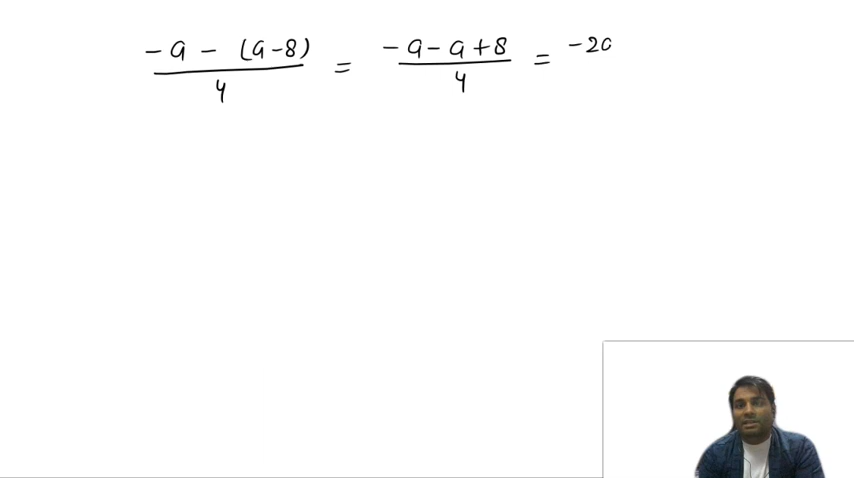 (-a - (a-8))/4 = (-a-a+8)/4 = -2a